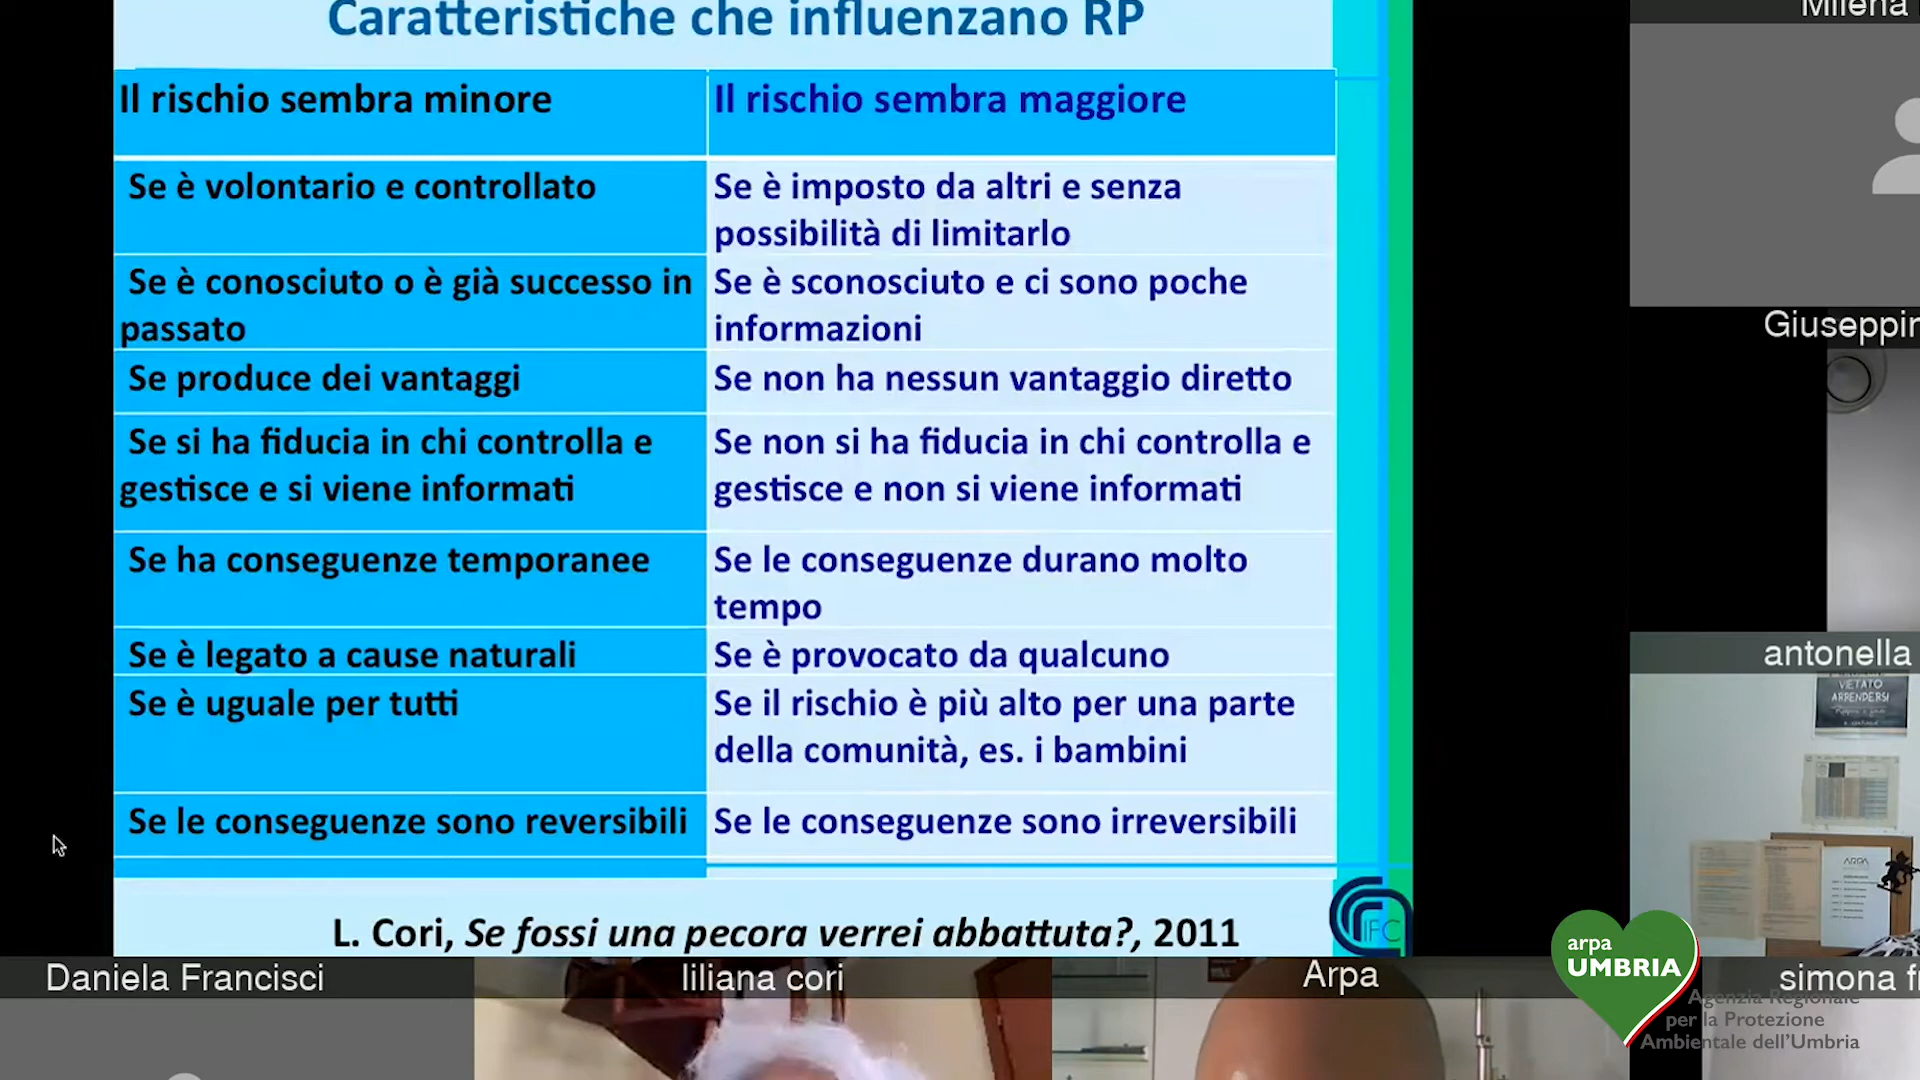 Caratteristiche che influenzano RP
Il rischio sembra minore
Il rischio sembra maggiore
Se è volontario e controllato
Se è imposto da altri e senza
possibilità di limitarlo
Se è conosciuto o è già successo in
passato
Se è sconosciuto e ci sono poche
informazioni
Se produce dei vantaggi
Se non ha nessun vantaggio diretto
Se si ha fiducia in chi controlla e
gestisce e si viene informati
Se non si ha fiducia in chi controlla e
gestisce e non si viene informati
Se ha conseguenze temporanee
Se le conseguenze durano molto
tempo
Se è legato a cause naturali
Se è provocato da qualcuno
Se è uguale per tutti
Se il rischio è più alto per una parte
della comunità, es. i bambini
Se le conseguenze sono reversibili
Se le conseguenze sono irreversibili
L. Cori, Se fossi una pecora verrei abbattuta?, 2011
IFC
Milena
Giuseppin
antonella
VIETATO
ARRENDERSI
ARPA
Daniela Francisci
liliana cori
Arpa
simona f
arpa
UMBRIA
Agenzia Regionale
per la Protezione
Ambientale dell'Umbria